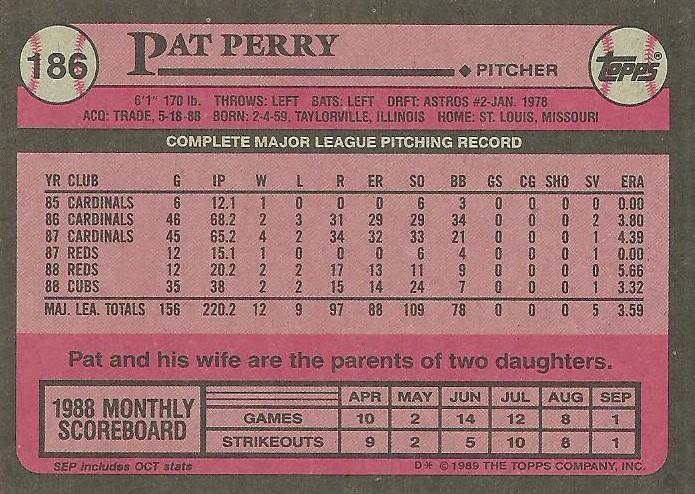 186 PAT PERRY TOPPS
PITCHER
6'1" 170 lb. THROWS: LEFT BATS: LEFT DRFT: ASTROS #2-JAN. 1978
ACQ: TRADE, 5-18-88 BORN: 2-4-59, TAYLORVILLE, ILLINOIS HOME: ST. LOUIS, MISSOURI
COMPLETE MAJOR LEAGUE PITCHING RECORD
YR CLUB G IP W L R ER SO BB GS CG SHO SV ERA
85 CARDINALS 6 12.1 1 0 0 0 6 3 0 0 0 0 0.00
86 CARDINALS 46 68.2 2 3 31 29 29 34 0 0 0 2 3.80
87 CARDINALS 45 65.2 4 2 34 32 33 21 0 0 0 1 4.39
87 REDS 12 15.1 1 0 0 0 6 4 0 0 0 1 0.00
88 REDS 12 20.2 2 2 17 13 11 9 0 0 0 0 5.66
88 CUBS 35 38 2 2 15 14 24 7 0 0 0 1 3.32
MAJ. LEA. TOTALS 156 220.2 12 9 97 88 109 78 0 0 0 5 3.59
Pat and his wife are the parents of two daughters.
1988 MONTHLY SCOREBOARD
APR MAY JUN JUL AUG SEP
GAMES 10 2 14 12 8 1
STRIKEOUTS 9 2 5 10 8 1
SEP includes OCT stats D* © 1989 THE TOPPS COMPANY, INC.